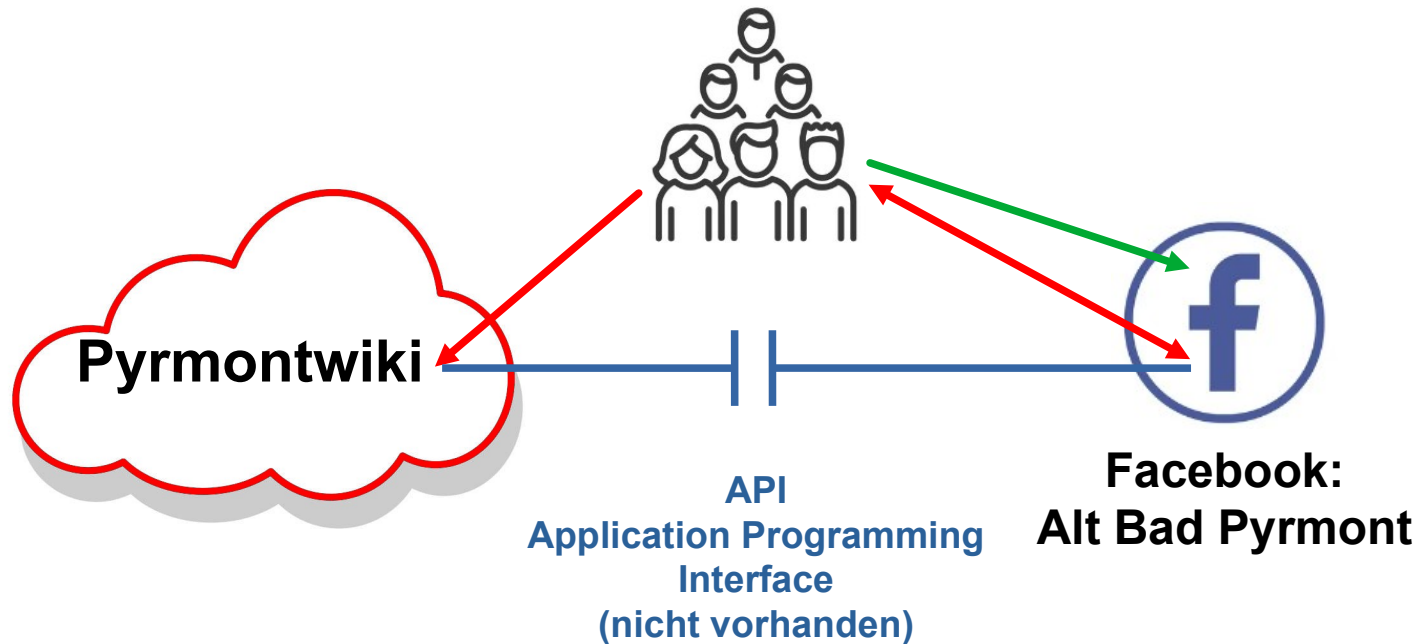 Pyrmontwiki
f
Facebook:
Alt Bad Pyrmont
API
Application Programming
Interface
(nicht vorhanden)